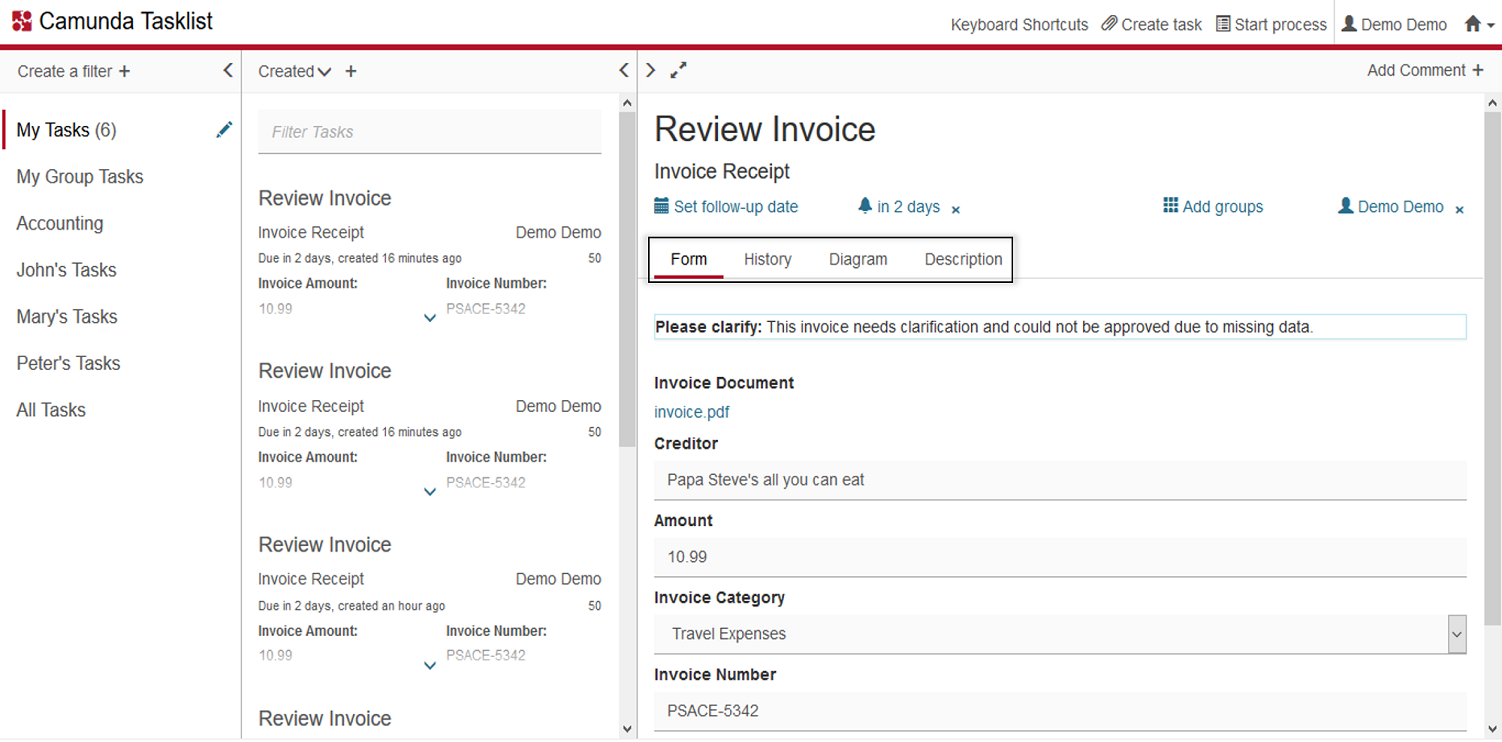 Camunda Tasklist
Keyboard Shortcuts Create task Start process Demo Demo
Create a filter +
My Tasks (6)
My Group Tasks
Accounting
John's Tasks
Mary's Tasks
Peter's Tasks
All Tasks
Created +
Filter Tasks
Review Invoice
Invoice Receipt Demo Demo
Due in 2 days, created 16 minutes ago 50
Invoice Amount: Invoice Number:
10.99 PSACE-5342
Review Invoice
Invoice Receipt Demo Demo
Due in 2 days, created 16 minutes ago 50
Invoice Amount: Invoice Number:
10.99 PSACE-5342
Review Invoice
Invoice Receipt Demo Demo
Due in 2 days, created an hour ago 50
Invoice Amount: Invoice Number:
10.99 PSACE-5342
Review Invoice
Add Comment +
Review Invoice
Invoice Receipt
Set follow-up date in 2 days × Add groups Demo Demo ×
Form History Diagram Description
Please clarify: This invoice needs clarification and could not be approved due to missing data.
Invoice Document
invoice.pdf
Creditor
Papa Steve's all you can eat
Amount
10.99
Invoice Category
Travel Expenses
Invoice Number
PSACE-5342